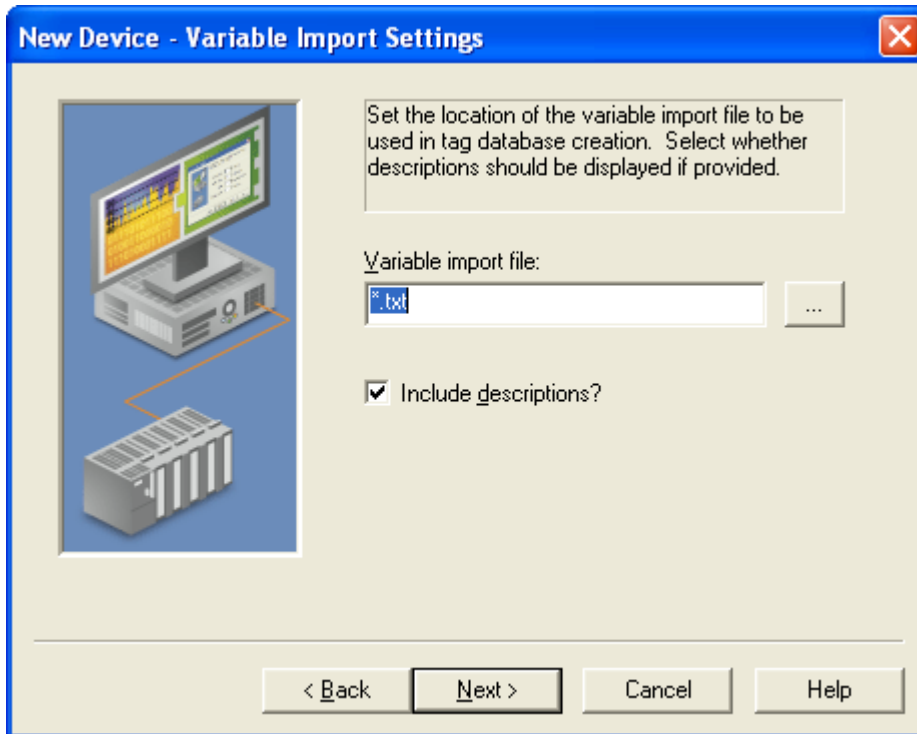 New Device - Variable Import Settings
Set the location of the variable import file to be
used in tag database creation.  Select whether
descriptions should be displayed if provided.
Variable import file:
*.txt
...
Include descriptions?
< Back
Next >
Cancel
Help